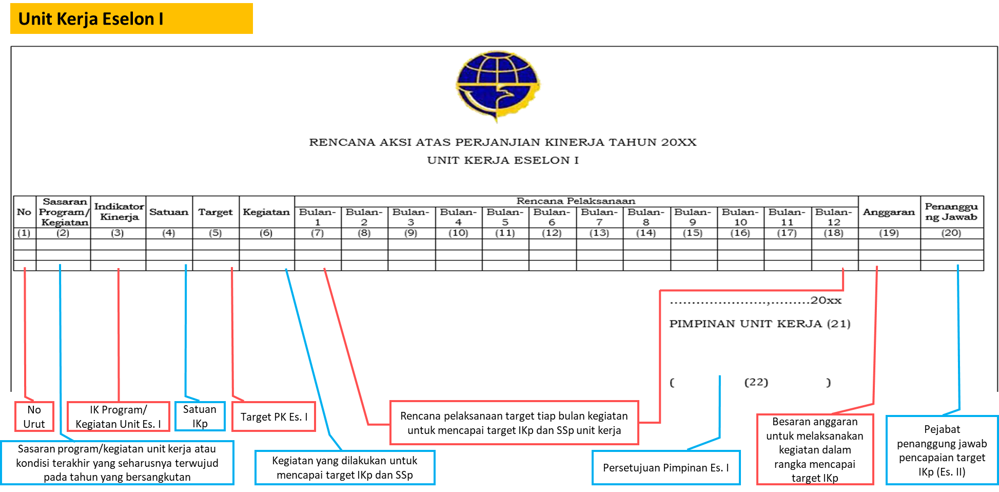 Unit Kerja Eselon I
RENCANA AKSI ATAS PERJANJIAN KINERJA TAHUN 20XX
UNIT KERJA ESELON I
No
Sasaran
Program/
Kegiatan
Indikator
Kinerja
Satuan
Target
Kegiatan
Rencana Pelaksanaan
Bulan-
1
Bulan-
2
Bulan-
3
Bulan-
4
Bulan-
5
Bulan-
6
Bulan-
7
Bulan-
8
Bulan-
9
Bulan-
10
Bulan-
11
Bulan-
12
Anggaran
Penanggu
ng Jawab
(1) (2) (3) (4) (5) (6) (7) (8) (9) (10) (11) (12) (13) (14) (15) (16) (17) (18) (19) (20)
......................,.........20xx
PIMPINAN UNIT KERJA (21)
( (22) )
No
Urut
IK Program/
Kegiatan Unit Es. I
Satuan
IKp
Target PK Es. I
Rencana pelaksanaan target tiap bulan kegiatan
untuk mencapai target IKp dan SSp unit kerja
Sasaran program/kegiatan unit kerja atau
kondisi terakhir yang seharusnya terwujud
pada tahun yang bersangkutan
Kegiatan yang dilakukan untuk
mencapai target IKp dan SSp
Persetujuan Pimpinan Es. I
Besaran anggaran
untuk melaksanakan
kegiatan dalam
rangka mencapai
target IKp
Pejabat
penanggung jawab
pencapaian target
IKp (Es. II)